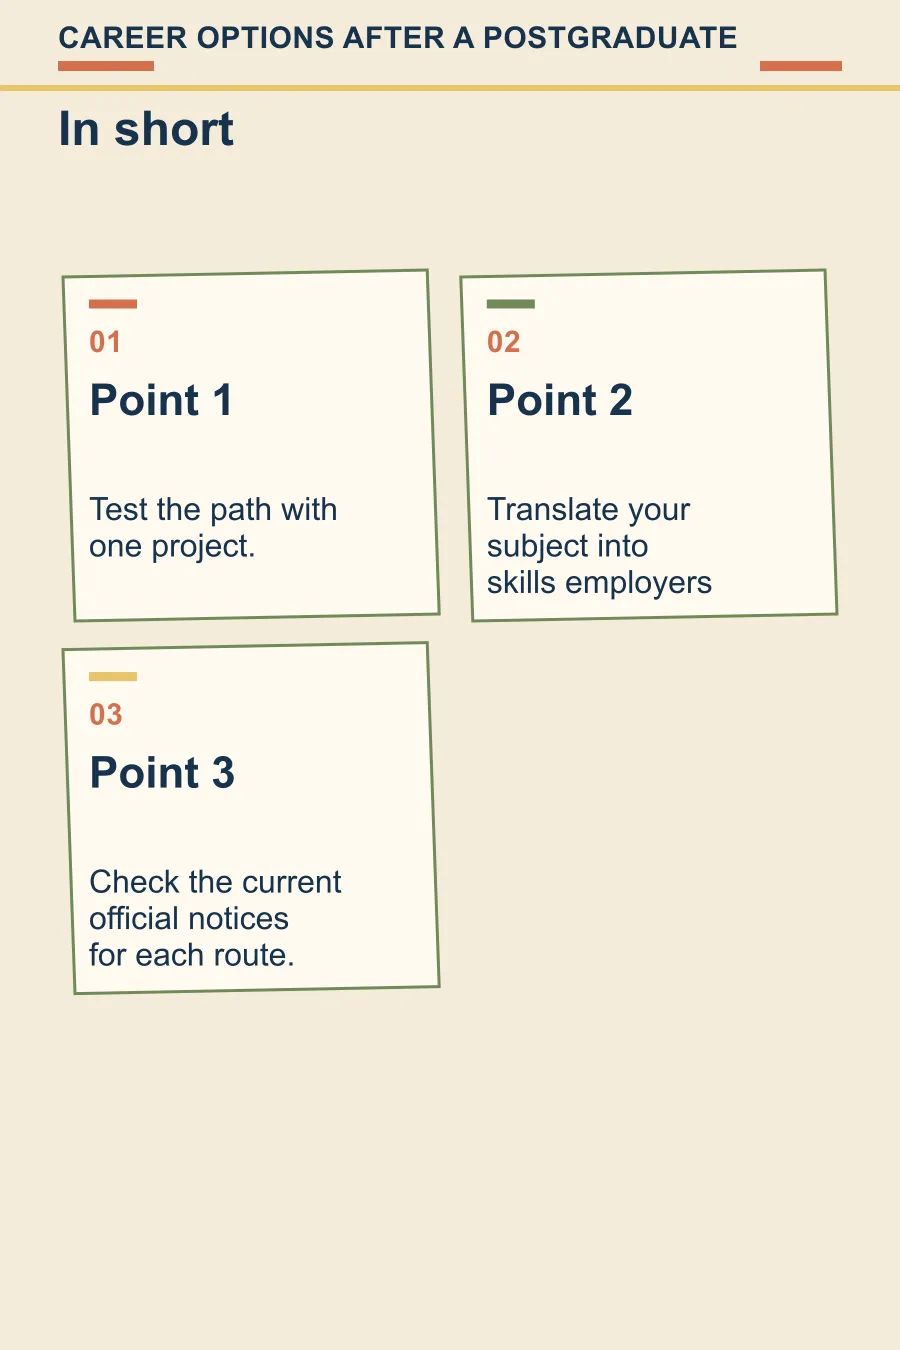 CAREER OPTIONS AFTER A POSTGRADUATE
In short
01
Point 1
Test the path with
one project.
02
Point 2
Translate your
subject into
skills employers
03
Point 3
Check the current
official notices
for each route.